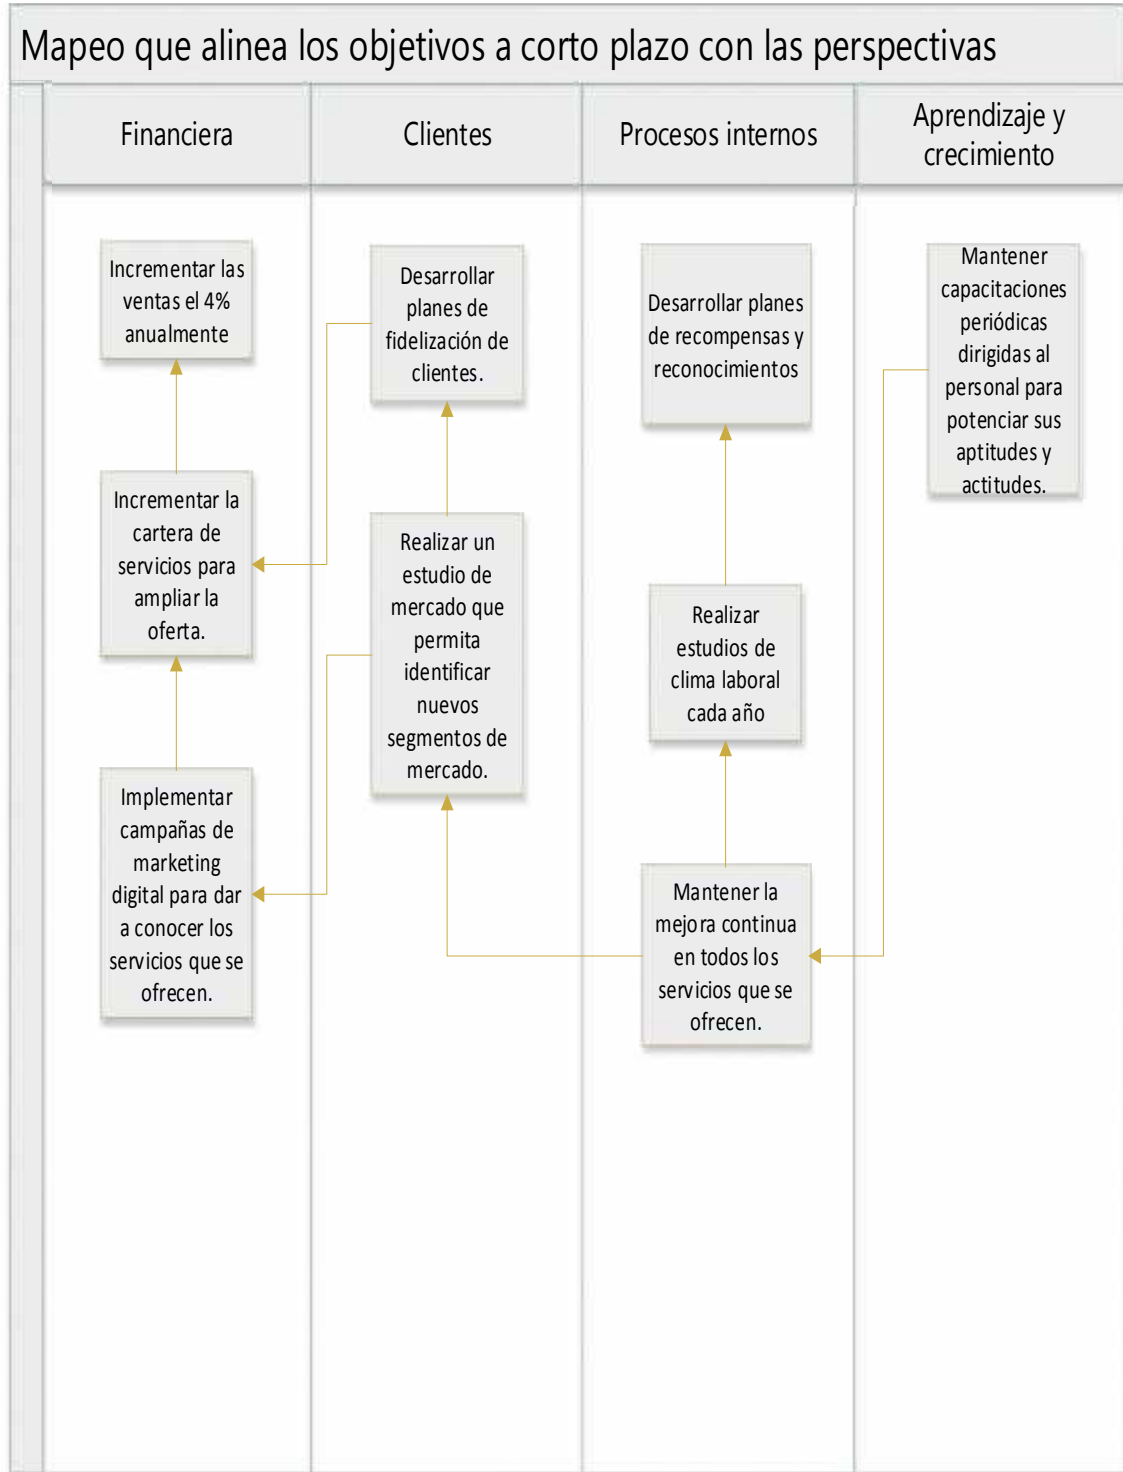 Mapeo que alinea los objetivos a corto plazo con las perspectivas
Financiera
Clientes
Procesos internos
Aprendizaje y
crecimiento
Incrementar las
ventas el 4%
anualmente
Incrementar la
cartera de
servicios para
ampliar la
oferta.
Implementar
campañas de
marketing
digital para dar
a conocer los
servicios que se
ofrecen.
Desarrollar
planes de
fidelización de
clientes.
Realizar un
estudio de
mercado que
permita
identificar
nuevos
segmentos de
mercado.
Desarrollar planes
de recompensas y
reconocimientos
Realizar
estudios de
clima laboral
cada año
Mantener la
mejora continua
en todos los
servicios que se
ofrecen.
Mantener
capacitaciones
periódicas
dirigidas al
personal para
potenciar sus
aptitudes y
actitudes.